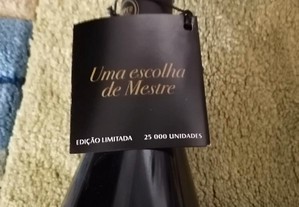 Uma escolha
de Mestre
EDIÇÃO LIMITADA 25 000 UNIDADES